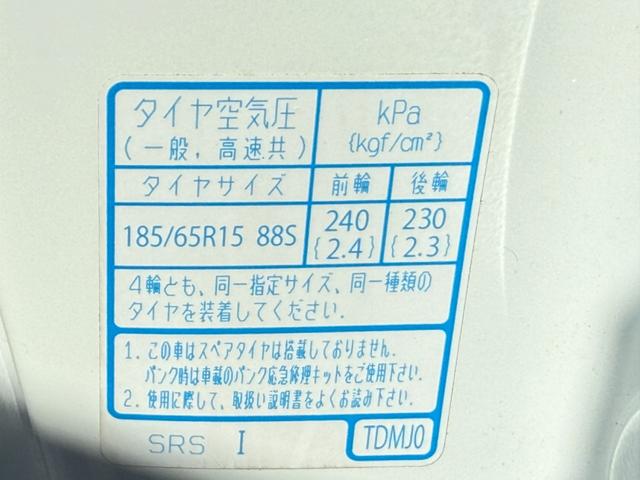 タイヤ空気圧
(一般，高速共)
kPa
{kgf/cm²}
タイヤサイズ 前輪 後輪
185/65R15 88S 240 {2.4} 230 {2.3}
4輪とも、同一指定サイズ、同一種類の
タイヤを装着してください。
1. この車はスペアタイヤは搭載しておりません。
パンク時は車載のパンク応急修理キットをご使用下さい。
2. 使用に際して、取扱い説明書をよくお読み下さい。
SRS I TDMJ0